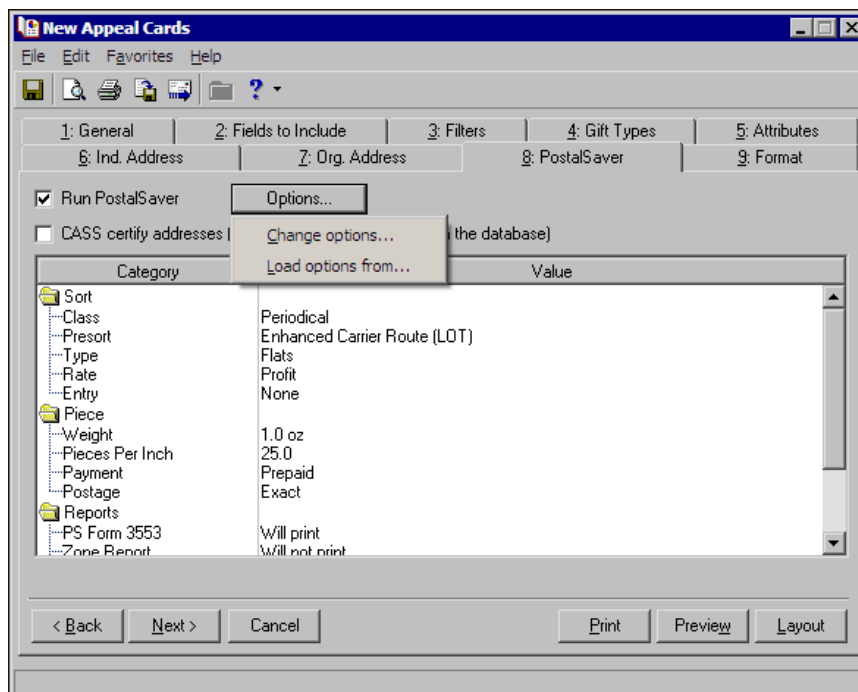 New Appeal Cards
File Edit Favorites Help
1: General 2: Fields to Include 3: Filters 4: Gift Types 5: Attributes
6: Ind. Address 7: Org. Address 8: PostalSaver 9: Format
Run PostalSaver Options...
CASS certify addresses the database)
Change options...
Load options from...
Category Value
Sort
Class Periodical
Presort Enhanced Carrier Route (LOT)
Type Flats
Rate Profit
Entry None
Piece
Weight 1.0 oz
Pieces Per Inch 25.0
Payment Prepaid
Postage Exact
Reports
PS Form 3553 Will print
Zone Report Will not print
< Back Next > Cancel Print Preview Layout